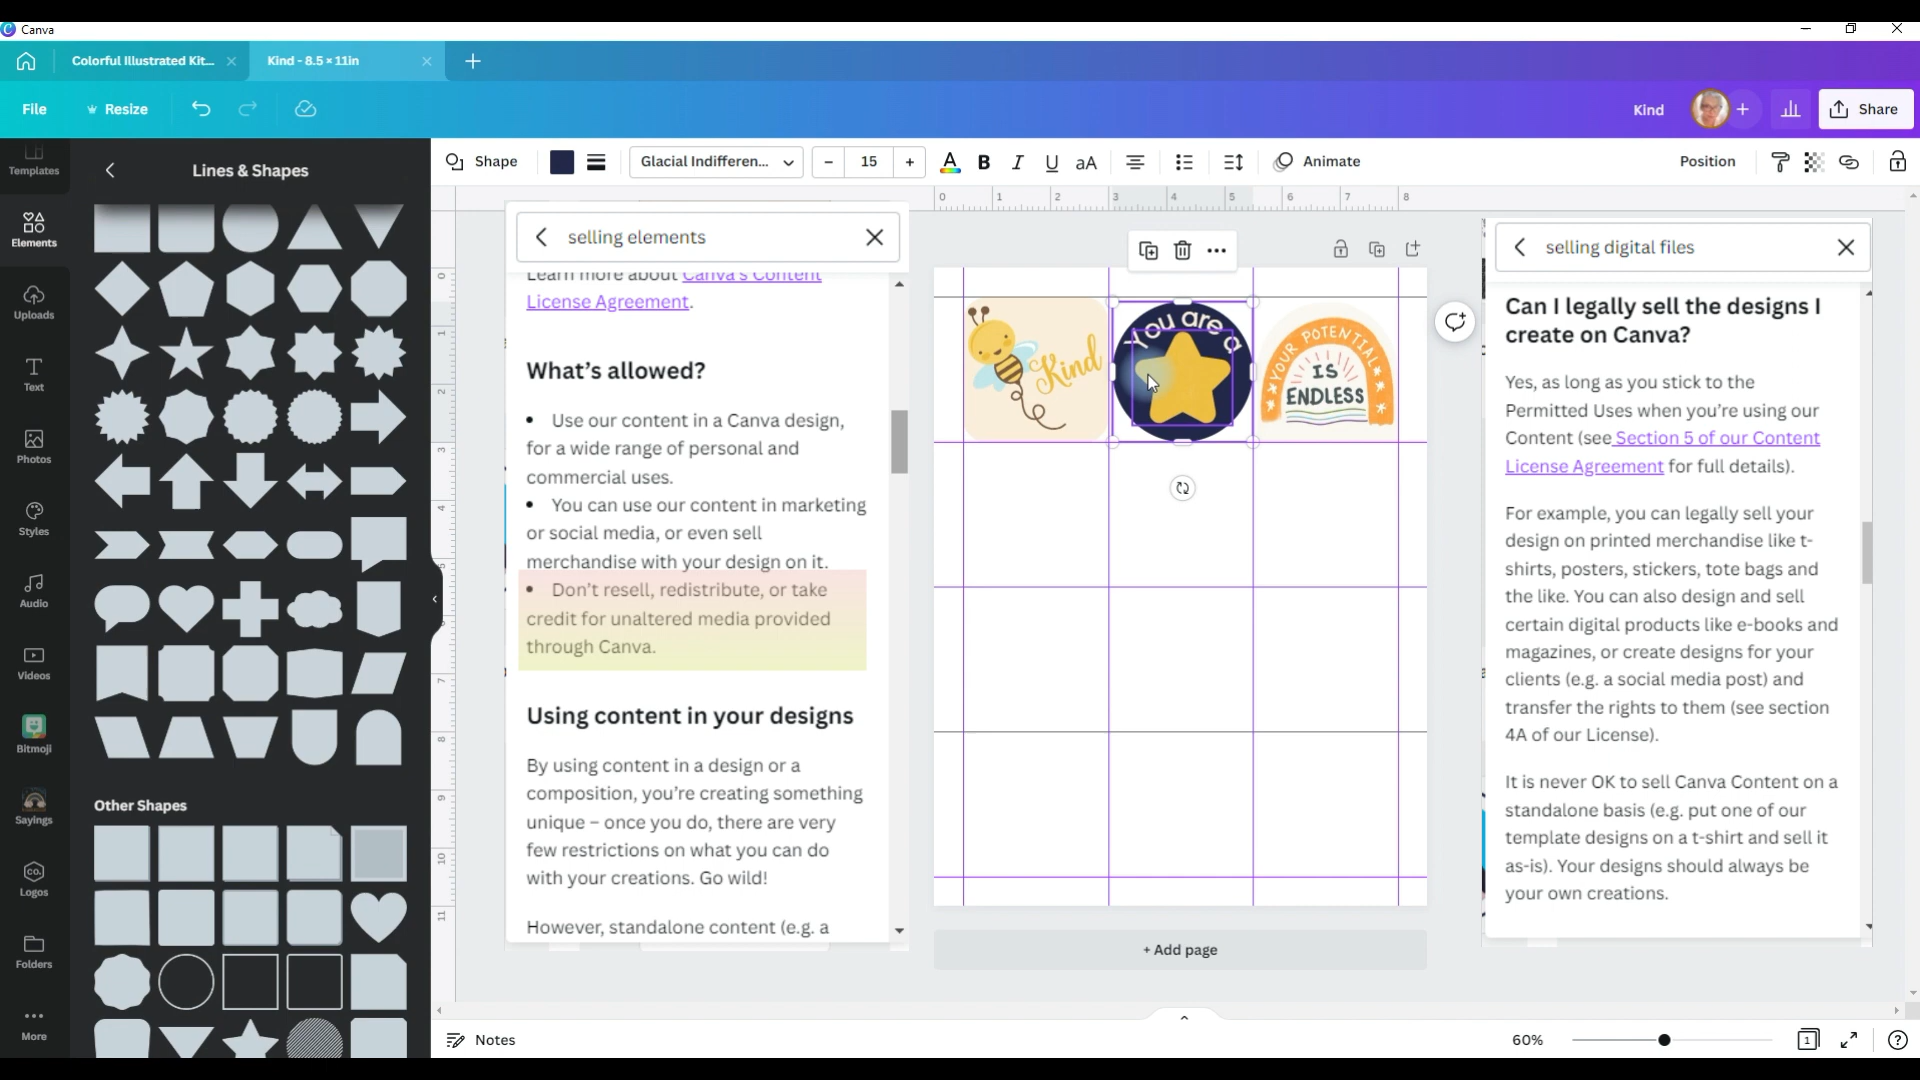 Canva
Colorful Illustrated Kit...
Kind - 8.5 × 11in
File
Resize
Kind
Share
Templates
Elements
Uploads
Text
Photos
Styles
Audio
Videos
Bitmoji
Sayings
CO.
Logos
Folders
More
Lines & Shapes
Other Shapes
Shape
Glacial Indifferen...
15
B
I
U
aA
Animate
Position
0 1 2 3 4 5 6 7 8
selling elements
Learn more about Canva's Content
License Agreement.
What's allowed?
• Use our content in a Canva design,
for a wide range of personal and
commercial uses.
• You can use our content in marketing
or social media, or even sell
merchandise with your design on it.
• Don't resell, redistribute, or take
credit for unaltered media provided
through Canva.
Using content in your designs
By using content in a design or a
composition, you're creating something
unique – once you do, there are very
few restrictions on what you can do
with your creations. Go wild!
However, standalone content (e.g. a
Kind
You are a
YOUR POTENTIAL
IS
ENDLESS
+ Add page
selling digital files
Can I legally sell the designs I
create on Canva?
Yes, as long as you stick to the
Permitted Uses when you're using our
Content (see Section 5 of our Content
License Agreement for full details).
For example, you can legally sell your
design on printed merchandise like t-
shirts, posters, stickers, tote bags and
the like. You can also design and sell
certain digital products like e-books and
magazines, or create designs for your
clients (e.g. a social media post) and
transfer the rights to them (see section
4A of our License).
It is never OK to sell Canva Content on a
standalone basis (e.g. put one of our
template designs on a t-shirt and sell it
as-is). Your designs should always be
your own creations.
Notes
60%
1